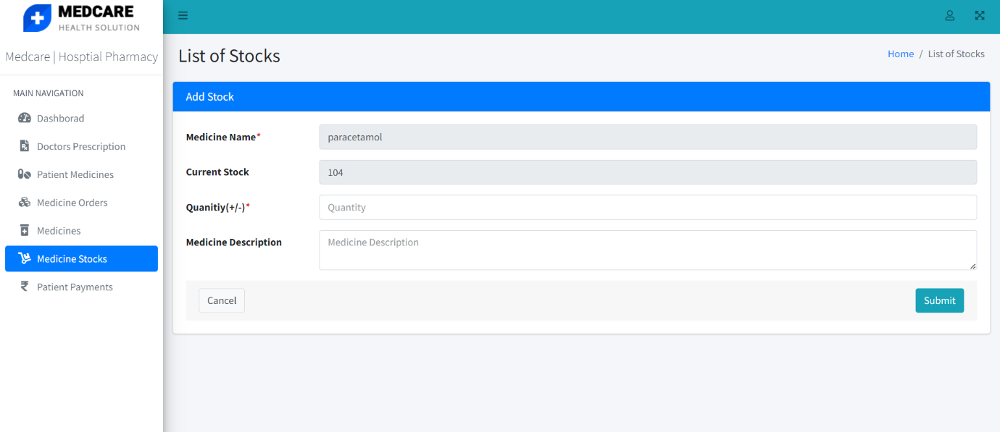 MEDCARE
HEALTH SOLUTION
Medcare | Hosptial Pharmacy
MAIN NAVIGATION
Dashborad
Doctors Prescription
Patient Medicines
Medicine Orders
Medicines
Medicine Stocks
Patient Payments
List of Stocks
Home / List of Stocks
Add Stock
Medicine Name* paracetamol
Current Stock 104
Quanitiy(+/-)* Quantity
Medicine Description Medicine Description
Cancel Submit